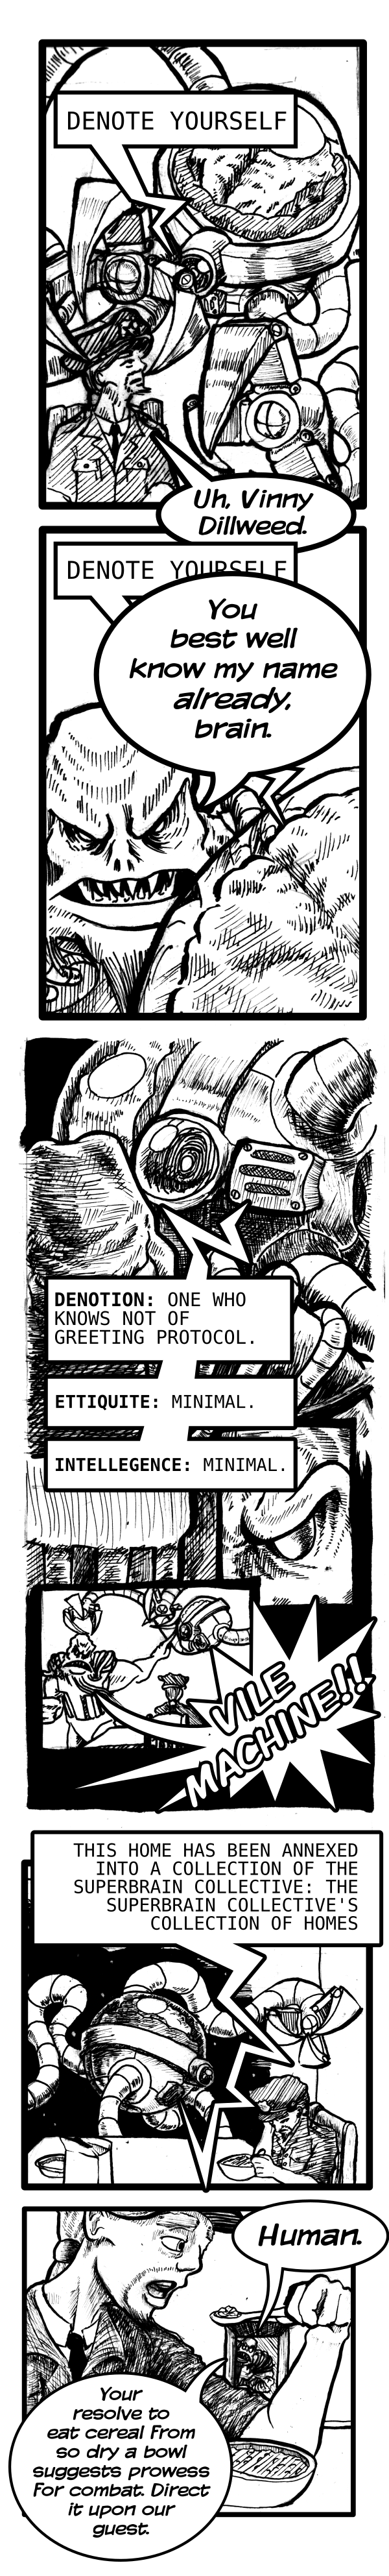 DENOTE YOURSELF
Uh, Vinny
Dillweed.
DENOTE YOURSELF
You
best well
know my name
already,
brain.
DENOTION: ONE WHO
KNOWS NOT OF
GREETING PROTOCOL.
ETTIQUITE: MINIMAL.
INTELLEGENCE: MINIMAL.
VILE
MACHINE!!
THIS HOME HAS BEEN ANNEXED
INTO A COLLECTION OF THE
SUPERBRAIN COLLECTIVE: THE
SUPERBRAIN COLLECTIVE'S
COLLECTION OF HOMES
Human.
Your
resolve to
eat cereal from
so dry a bowl
suggests prowess
for combat. Direct
it upon our
guest.